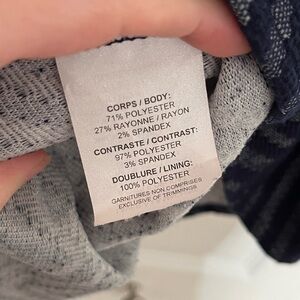 CORPS / BODY:
71% POLYESTER
27% RAYONNE / RAYON
2% SPANDEX
CONTRASTE / CONTRAST:
97% POLYESTER
3% SPANDEX
DOUBLURE / LINING:
100% POLYESTER
GARNITURES NON COMPRISES
EXCLUSIVE OF TRIMMINGS